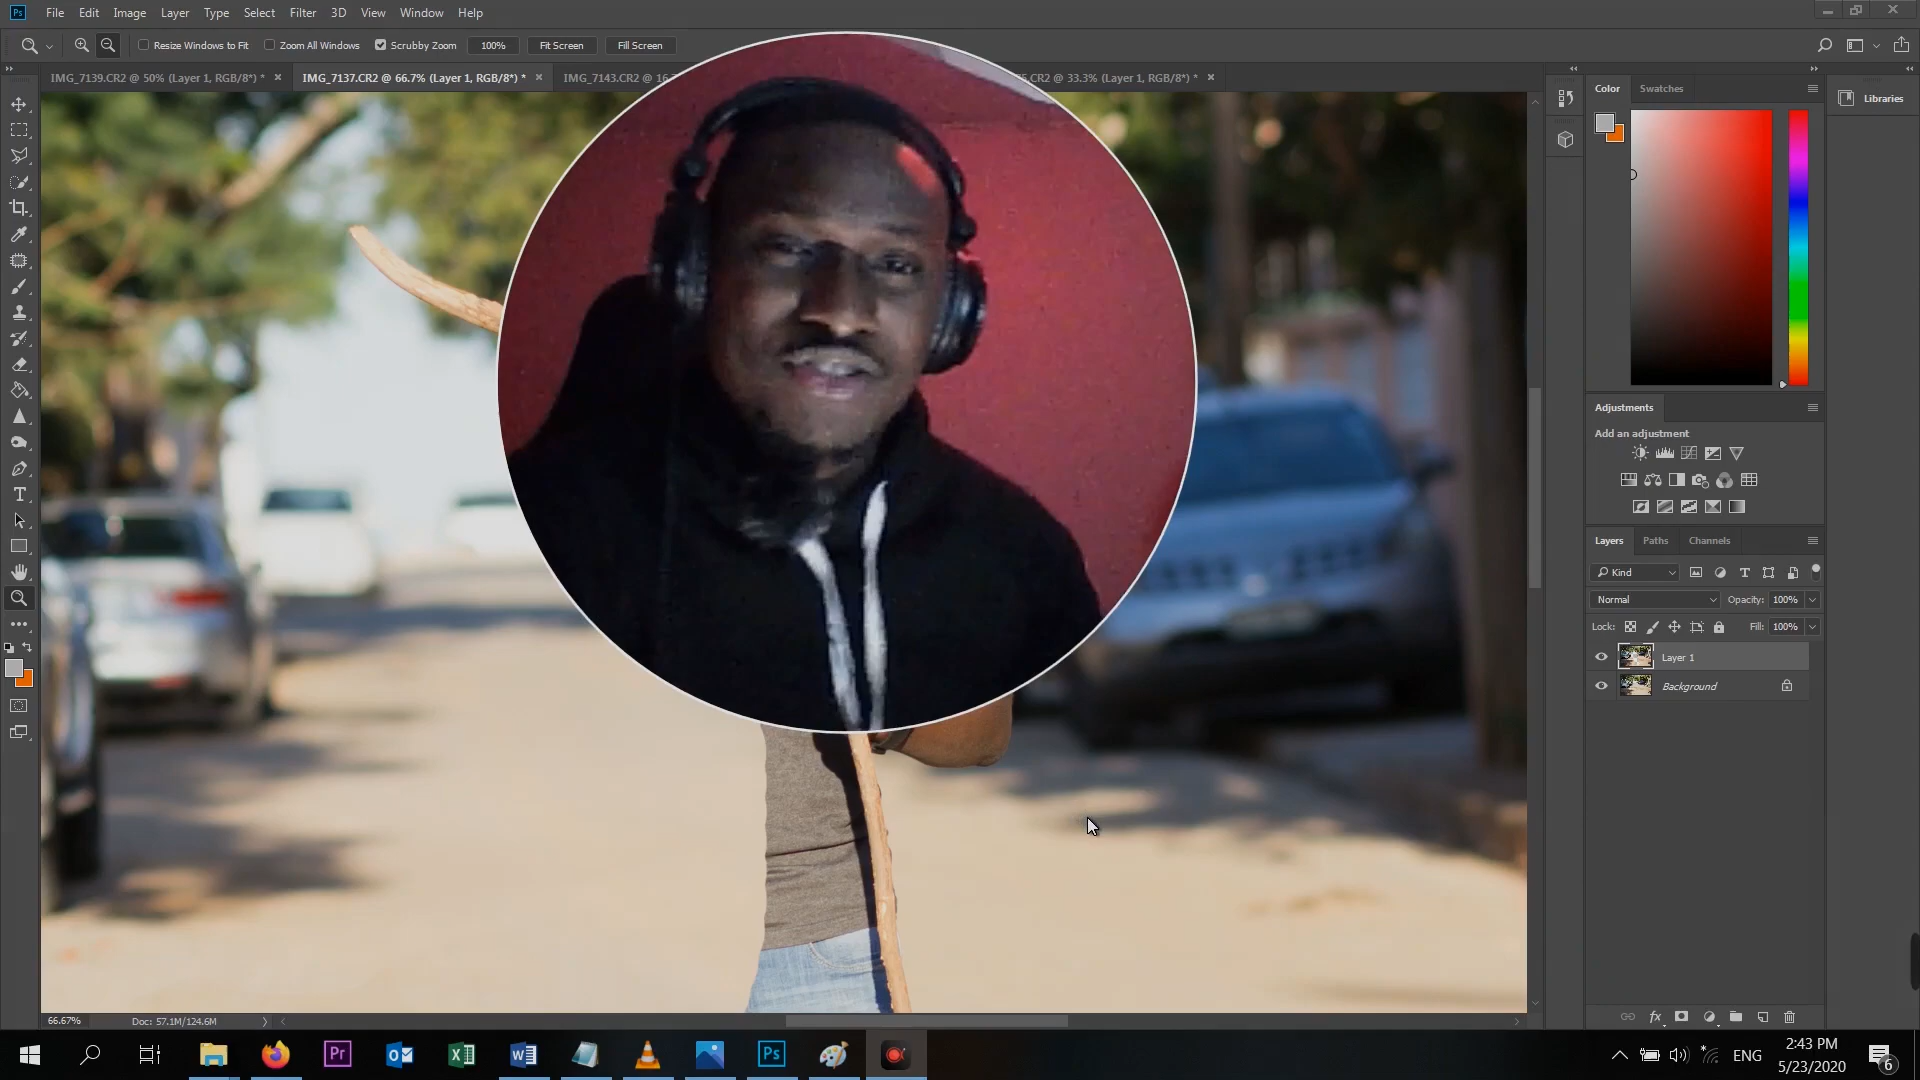 Ps File Edit Image Layer Type Select Filter 3D View Window Help
Resize Windows to Fit Zoom All Windows Scrubby Zoom 100% Fit Screen Fill Screen
IMG_7139.CR2 @ 50% (Layer 1, RGB/8*) * IMG_7137.CR2 @ 66.7% (Layer 1, RGB/8*) * IMG_7143.CR2 @ .CR2 @ 33.3% (Layer 1, RGB/8*) *
Color Swatches
Libraries
Adjustments
Add an adjustment
Layers Paths Channels
Kind
Normal Opacity: 100%
Lock: Fill: 100%
Layer 1
Background
66.67% Doc: 57.1M/124.6M
Pr W Ps
ENG
2:43 PM
5/23/2020
6